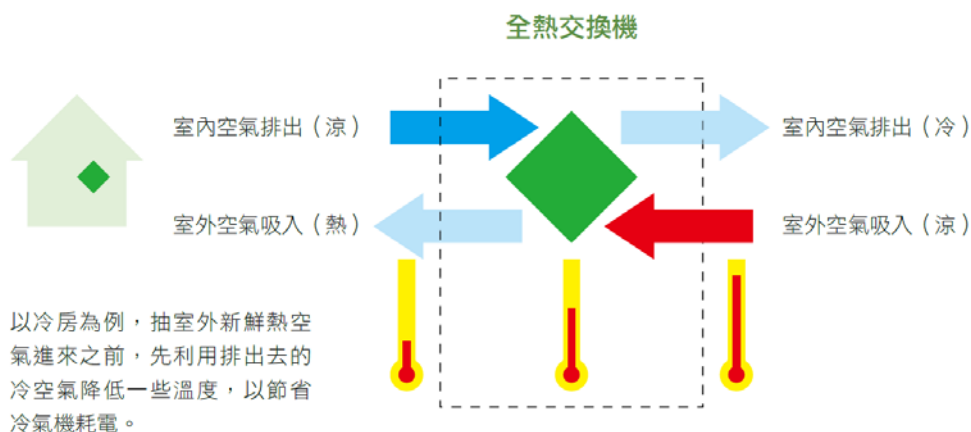 全熱交換機
室內空氣排出（涼）
室內空氣排出（冷）
室外空氣吸入（熱）
室外空氣吸入（涼）
以冷房為例，抽室外新鮮熱空
氣進來之前，先利用排出去的
冷空氣降低一些溫度，以節省
冷氣機耗電。